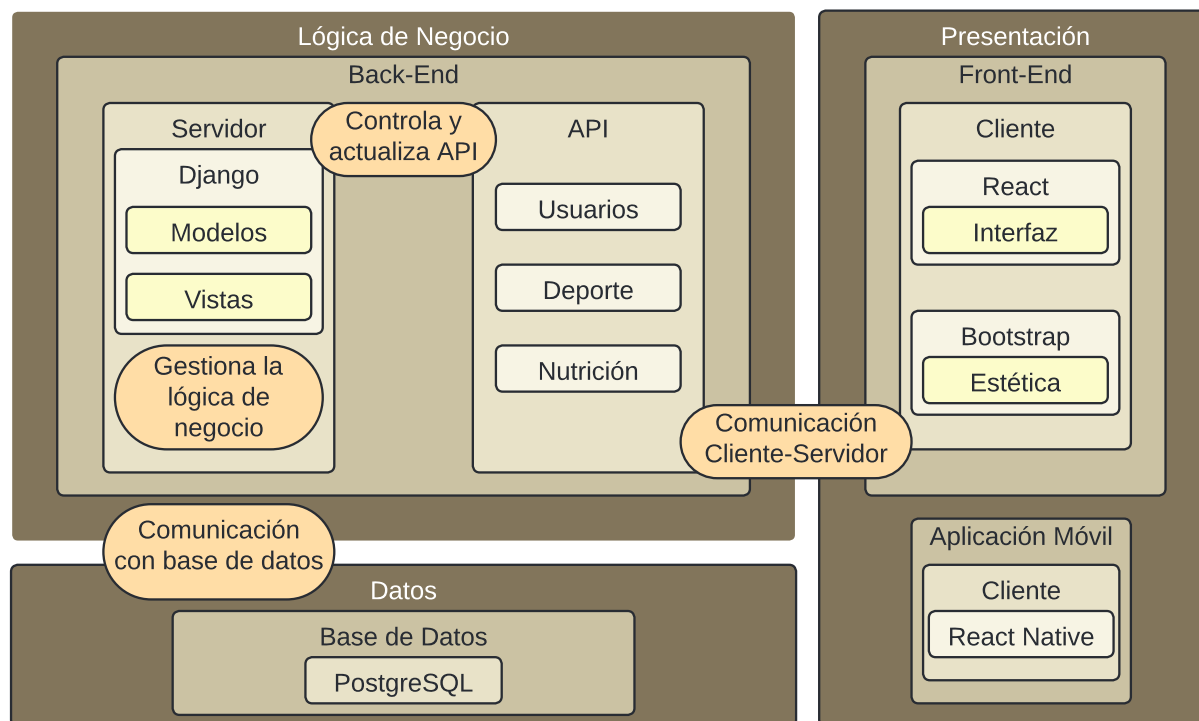 Lógica de Negocio
Back-End
Servidor
Django
Modelos
Vistas
Gestiona la
lógica de
negocio
Controla y
actualiza API
API
Usuarios
Deporte
Nutrición
Comunicación
Cliente-Servidor
Comunicación
con base de datos
Datos
Base de Datos
PostgreSQL
Presentación
Front-End
Cliente
React
Interfaz
Bootstrap
Estética
Aplicación Móvil
Cliente
React Native